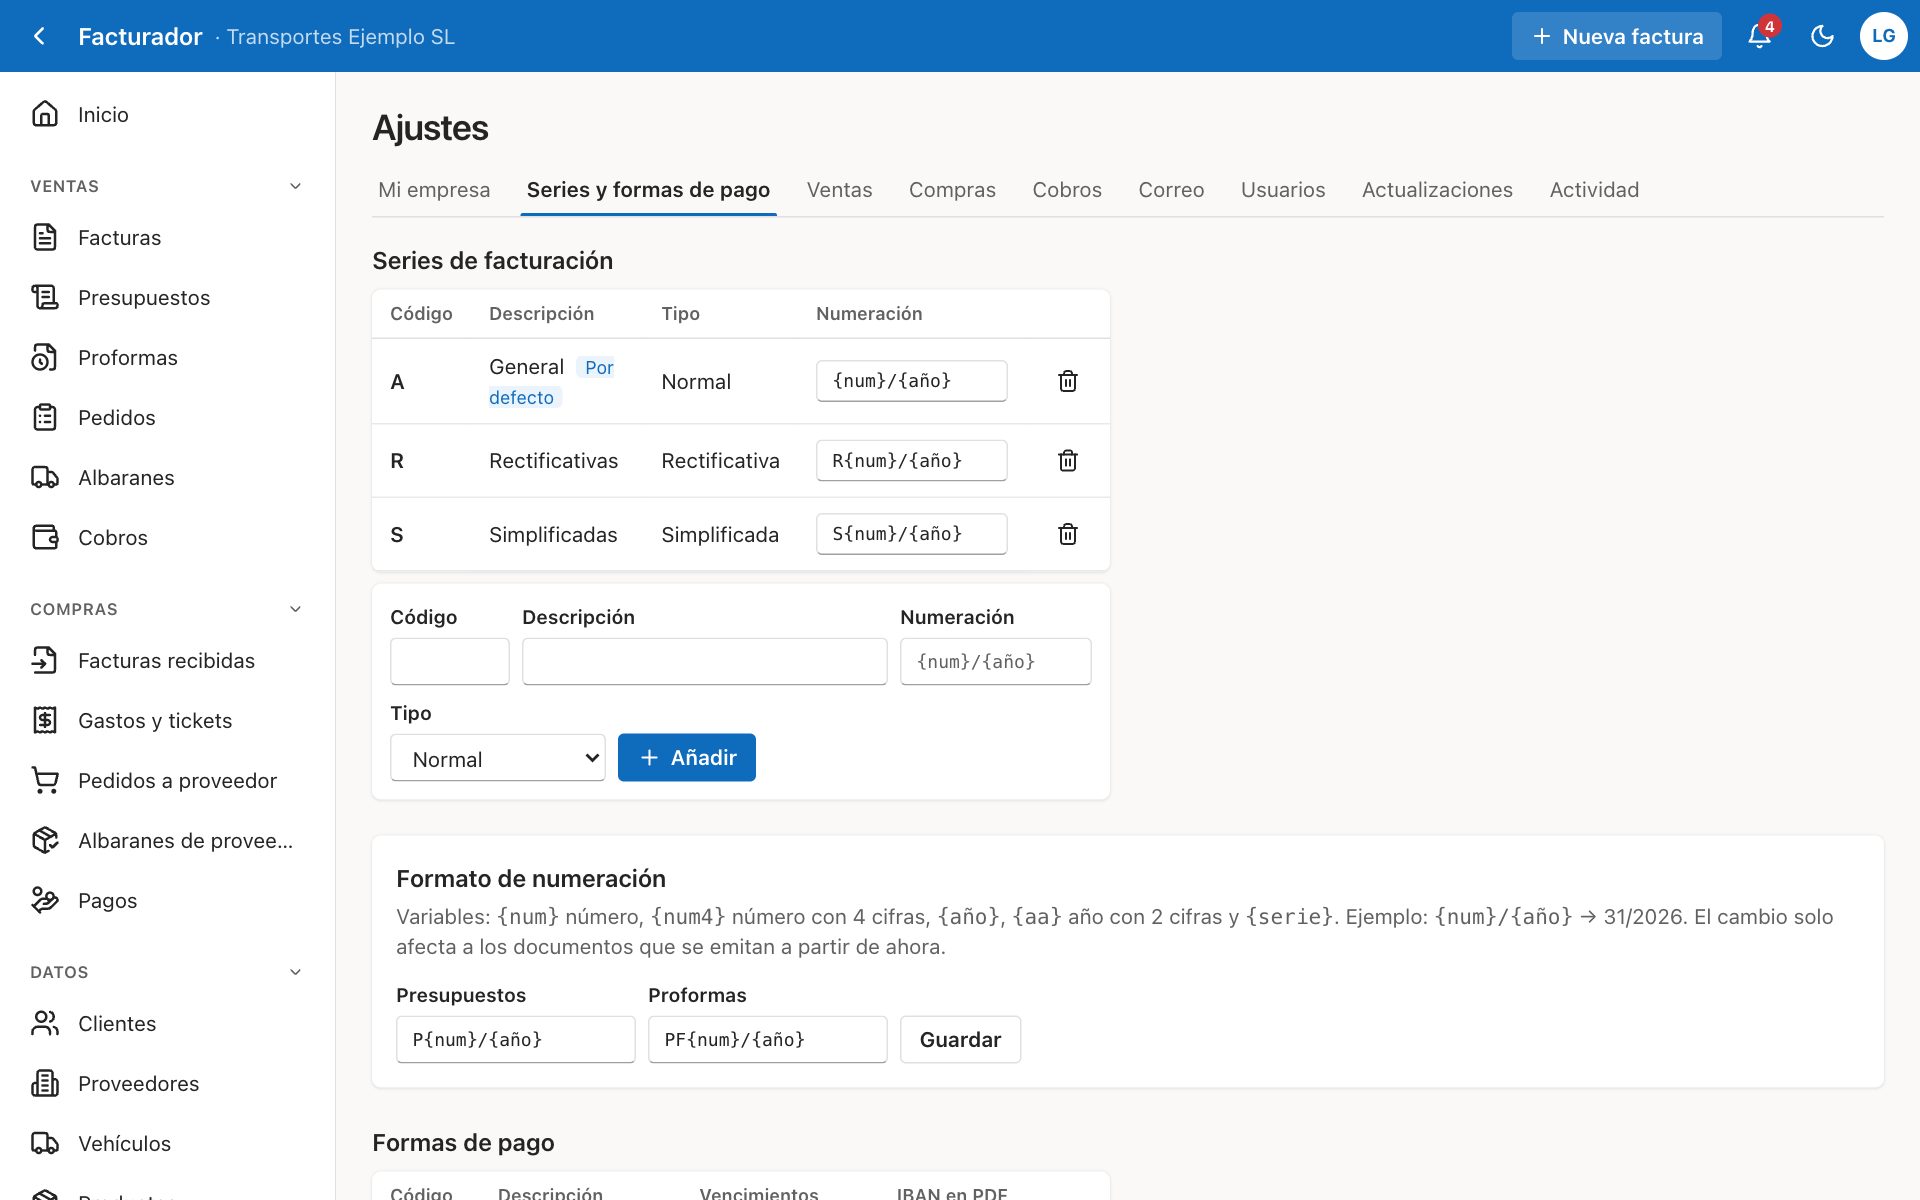 Facturador · Transportes Ejemplo SL
Nueva factura
4
LG
Inicio
VENTAS
Facturas
Presupuestos
Proformas
Pedidos
Albaranes
Cobros
COMPRAS
Facturas recibidas
Gastos y tickets
Pedidos a proveedor
Albaranes de provee...
Pagos
DATOS
Clientes
Proveedores
Vehículos
Ajustes
Mi empresa Series y formas de pago Ventas Compras Cobros Correo Usuarios Actualizaciones Actividad
Series de facturación
Código Descripción Tipo Numeración
A General Por defecto Normal {num}/{año}
R Rectificativas Rectificativa R{num}/{año}
S Simplificadas Simplificada S{num}/{año}
Código Descripción Numeración
{num}/{año}
Tipo
Normal
Añadir
Formato de numeración
Variables: {num} número, {num4} número con 4 cifras, {año}, {aa} año con 2 cifras y {serie}. Ejemplo: {num}/{año} → 31/2026. El cambio solo
afecta a los documentos que se emitan a partir de ahora.
Presupuestos Proformas
P{num}/{año} PF{num}/{año} Guardar
Formas de pago
Código Descripción Vencimientos IBAN en PDF